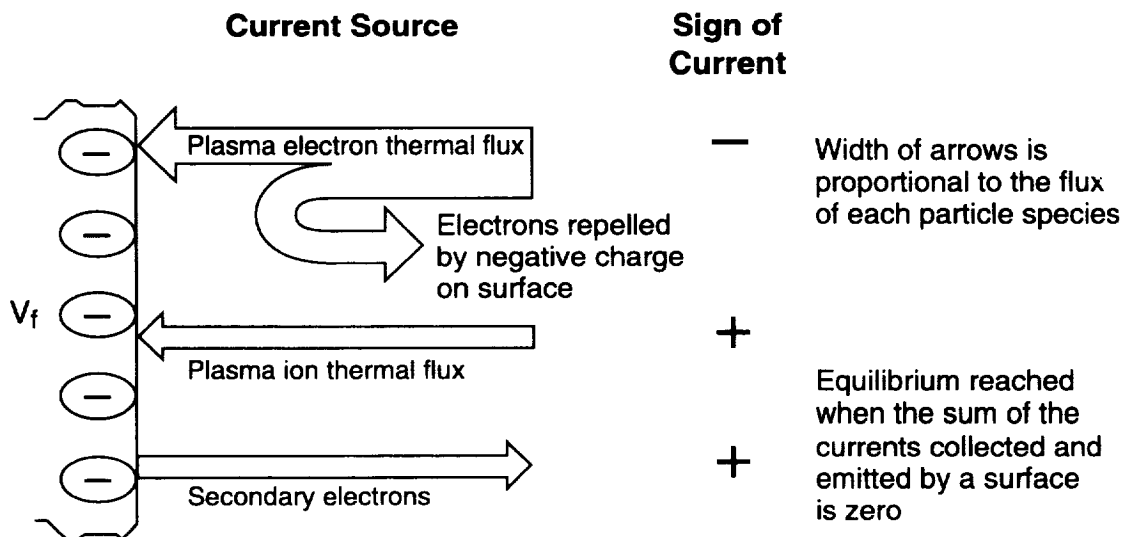 Current Source
Sign of
Current
Plasma electron thermal flux
−
Width of arrows is
proportional to the flux
of each particle species
Electrons repelled
by negative charge
on surface
−
−
−
−
−
Vf
+
Plasma ion thermal flux
Equilibrium reached
when the sum of the
currents collected and
emitted by a surface
is zero
+
Secondary electrons